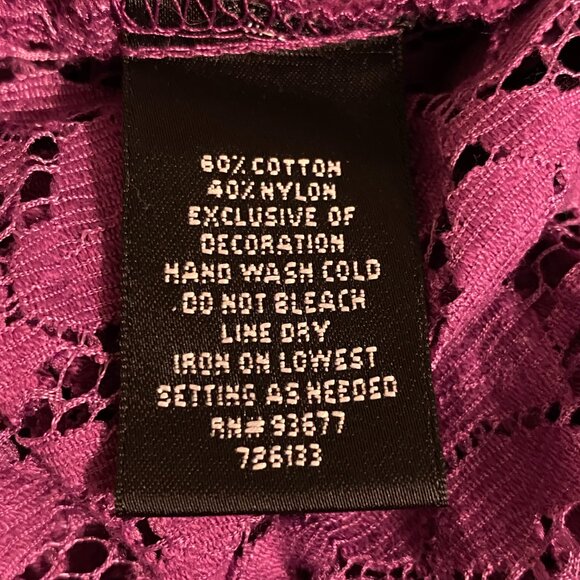 60% COTTON
40% NYLON
EXCLUSIVE OF
DECORATION
HAND WASH COLD
DO NOT BLEACH
LINE DRY
IRON ON LOWEST
SETTING AS NEEDED
RN# 93677
726133